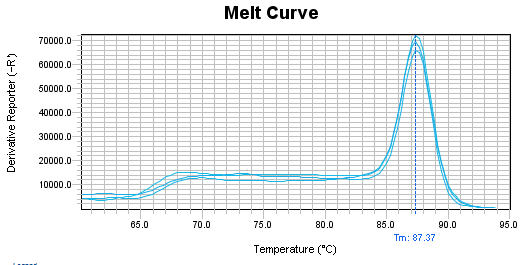 Melt Curve
Derivative Reporter (-R')
70000.0
60000.0
50000.0
40000.0
30000.0
20000.0
10000.0
65.0 70.0 75.0 80.0 85.0 90.0 95.0
Tm: 87.37
Temperature (°C)